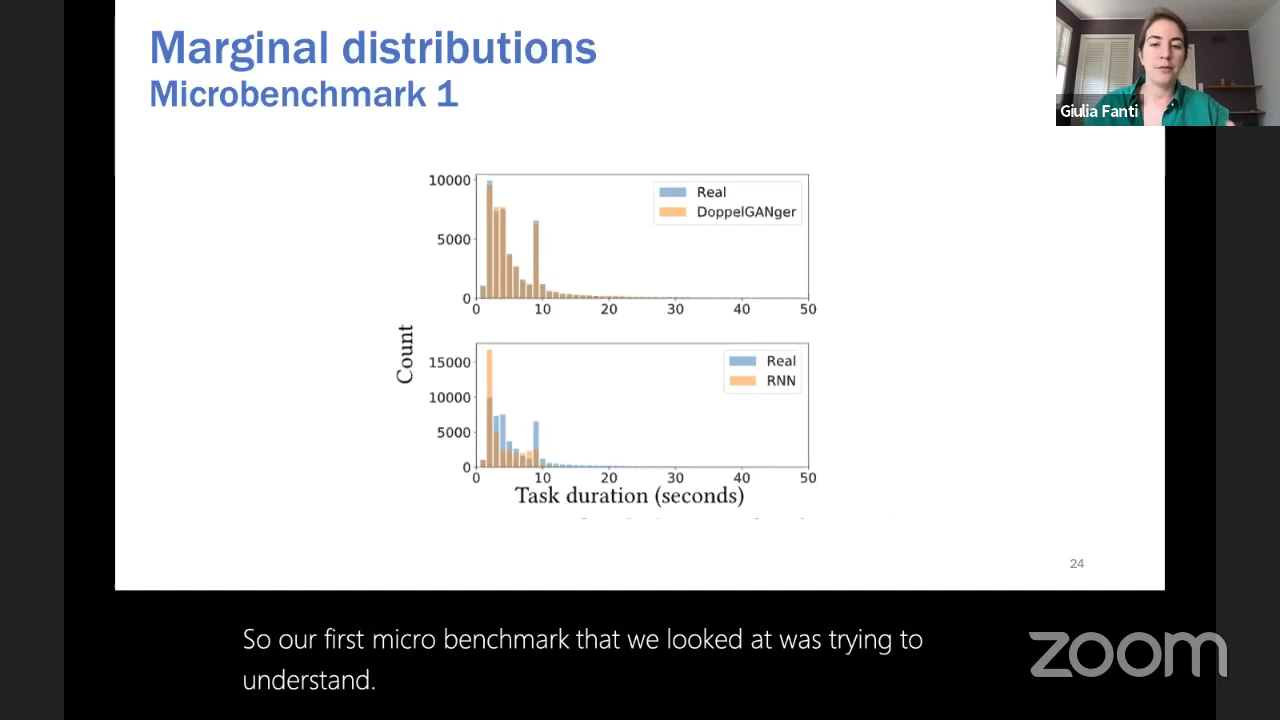 Marginal distributions
Microbenchmark 1
Giulia Fanti
10000
5000
0
0 10 20 30 40 50
Real
DoppelGANger
Count
15000
10000
5000
0
0 10 20 30 40 50
Real
RNN
Task duration (seconds)
24
So our first micro benchmark that we looked at was trying to
understand.
zoom